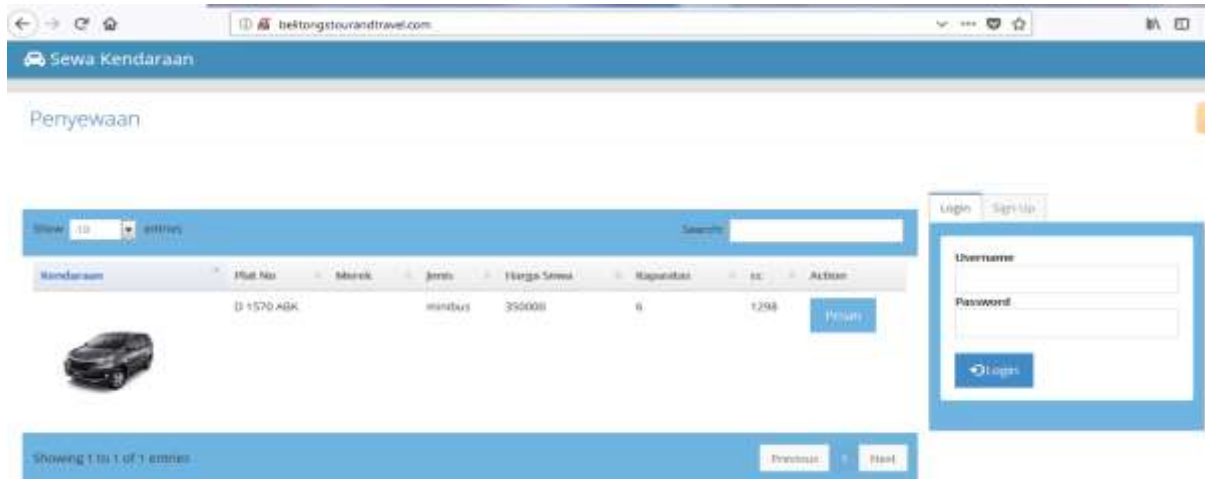 belitongstourandtravel.com
Sewa Kendaraan
Penyewaan
Login Sign Up
Show 10 entries Search:
Username
Kendaraan Plat No Merek Jenis Harga Sewa Kapasitas cc Action
D 1570 ABK minibus 350000 6 1298 Pesan
Password
Login
Showing 1 to 1 of 1 entries Previous 1 Next